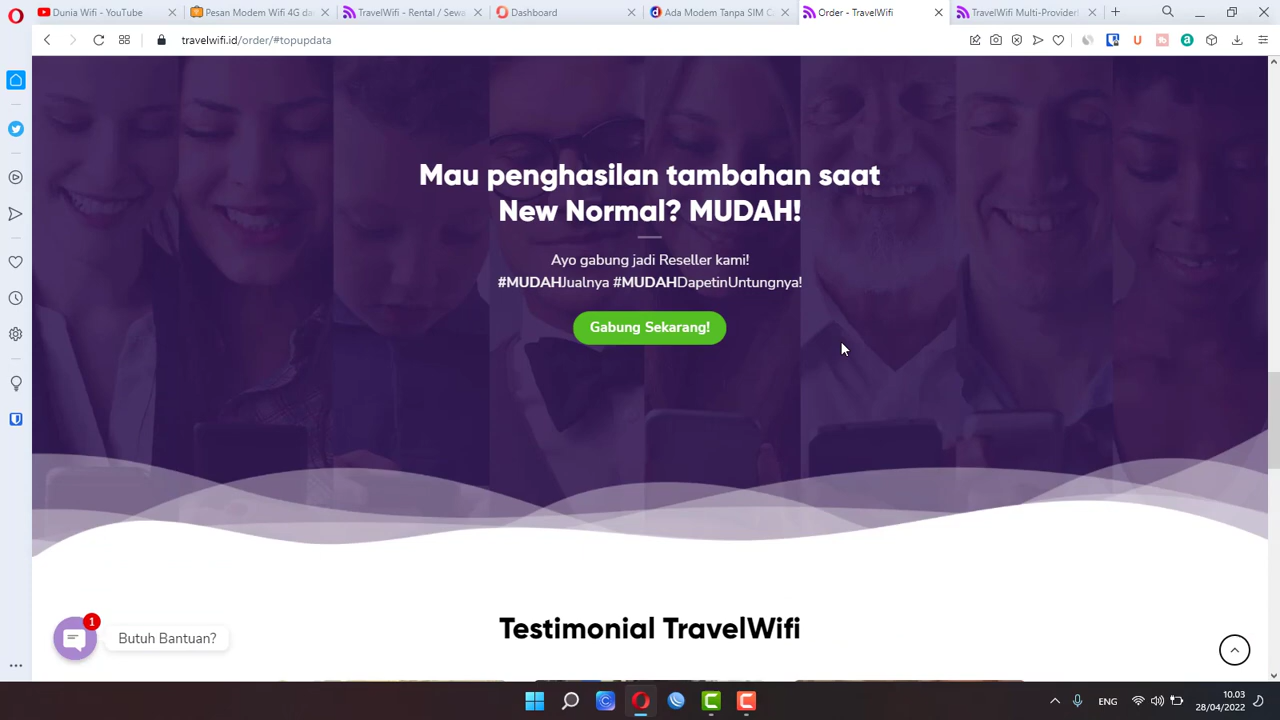 Dunia Wifi - YouTube
Pesan Modem Wifi 4G da
TravelWifi - Rental / Sewa
Dashboard
Ada Modem Tanpa SIM C
Order - TravelWifi
TravelWifi Multi-Provider!
travelwifi.id/order/#topupdata
Mau penghasilan tambahan saat
New Normal? MUDAH!
Ayo gabung jadi Reseller kami!
#MUDAHJualnya #MUDAHDapetinUntungnya!
Gabung Sekarang!
Testimonial TravelWifi
1
Butuh Bantuan?
ENG
10.03
28/04/2022